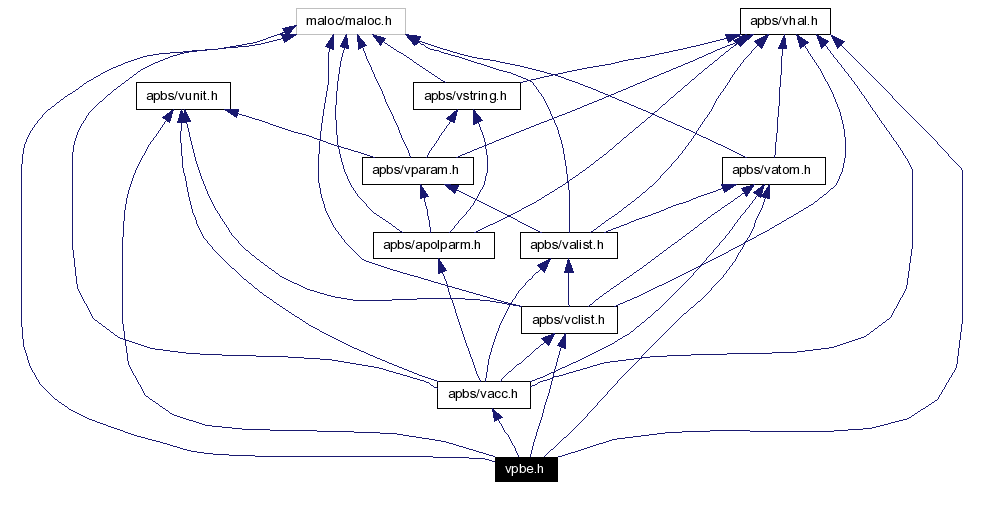 maloc/maloc.h
apbs/vhal.h
apbs/vunit.h
apbs/vstring.h
apbs/vparam.h
apbs/vatom.h
apbs/apolparm.h
apbs/valist.h
apbs/vclist.h
apbs/vacc.h
vpbe.h